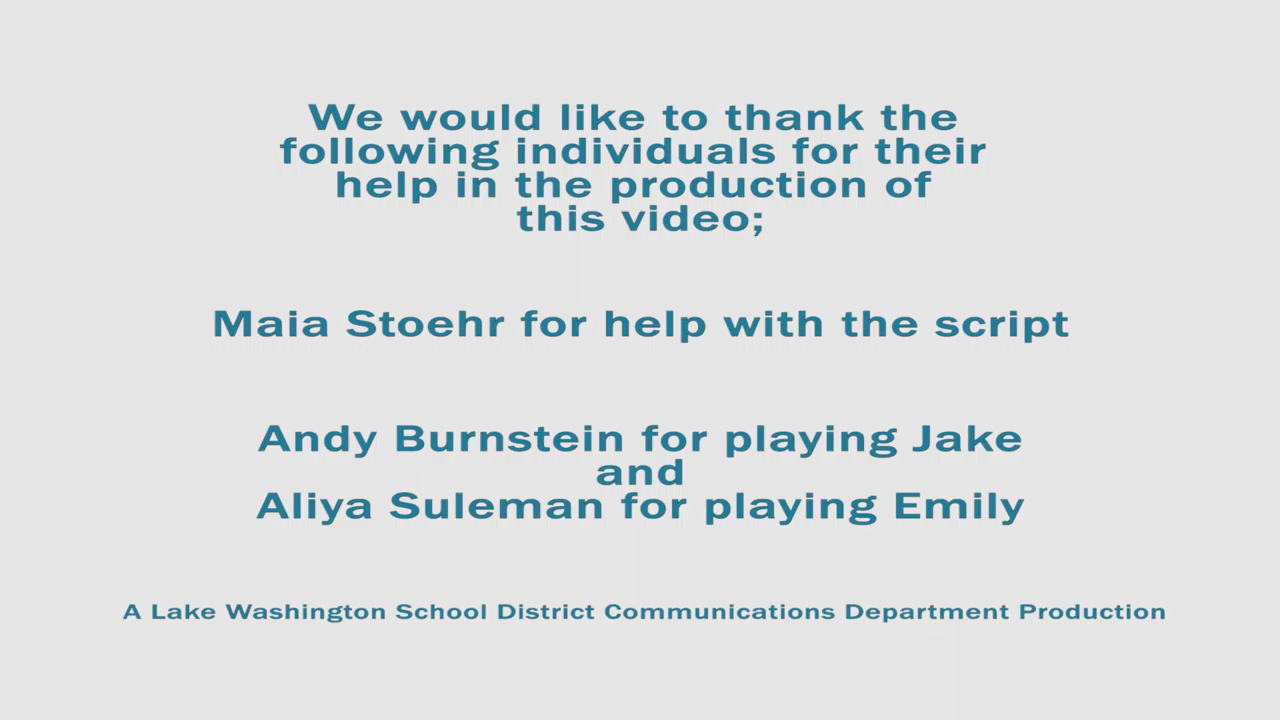 We would like to thank the
following individuals for their
help in the production of
this video;
Maia Stoehr for help with the script
Andy Burnstein for playing Jake
and
Aliya Suleman for playing Emily
A Lake Washington School District Communications Department Production